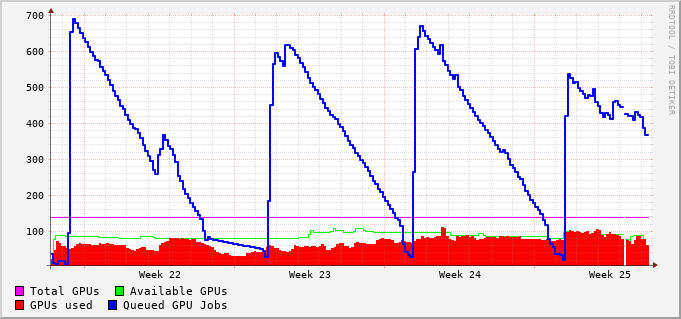 700
600
500
400
300
200
100
0
Week 22 Week 23 Week 24 Week 25
Total GPUs Available GPUs
GPUs used Queued GPU Jobs
RRDTOOL / TOBI OETIKER